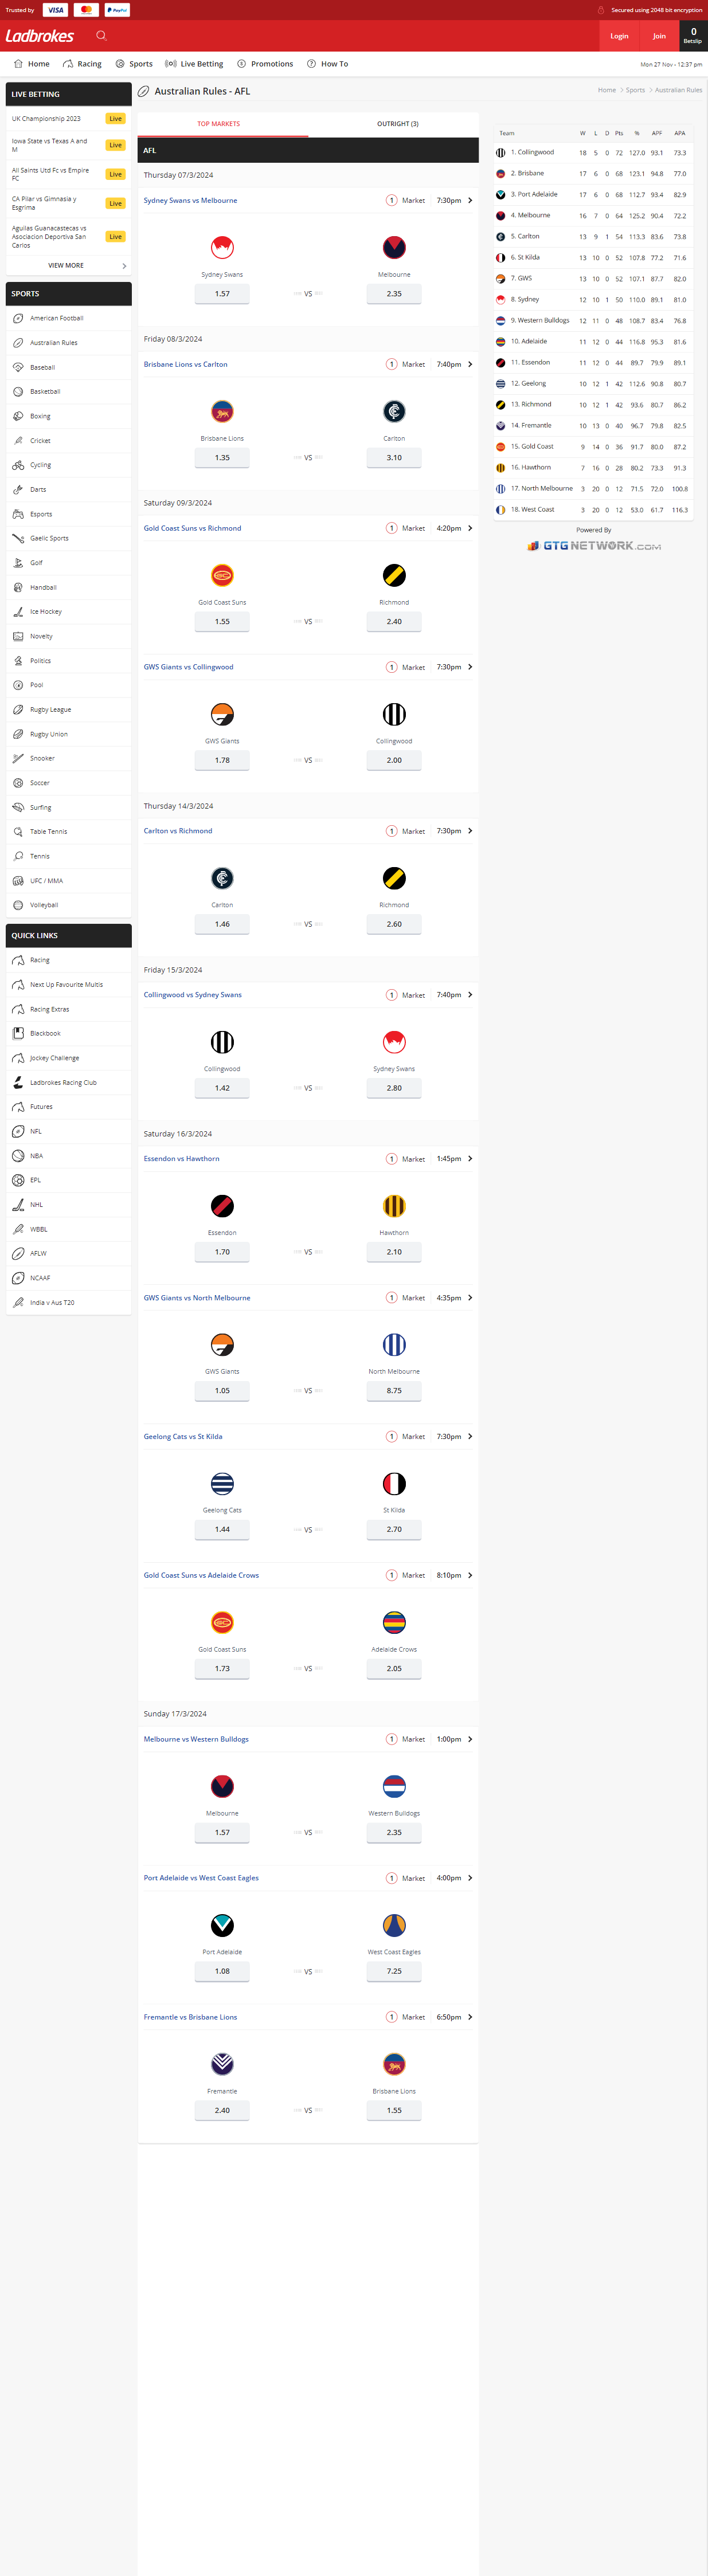 Trusted by VISA mastercard PayPal Secured using 2048 bit encryption
Ladbrokes Login Join 0 Betslip
Home Racing Sports Live Betting Promotions How To Mon 27 Nov - 12:37 pm
LIVE BETTING
UK Championship 2023 Live
Iowa State vs Texas A and M Live
All Saints Utd Fc vs Empire FC Live
CA Pilar vs Gimnasia y Esgrima Live
Aguilas Guanacastecas vs Asociacion Deportiva San Carlos Live
VIEW MORE
SPORTS
American Football
Australian Rules
Baseball
Basketball
Boxing
Cricket
Cycling
Darts
Esports
Gaelic Sports
Golf
Handball
Ice Hockey
Novelty
Politics
Pool
Rugby League
Rugby Union
Snooker
Soccer
Surfing
Table Tennis
Tennis
UFC / MMA
Volleyball
QUICK LINKS
Racing
Next Up Favourite Multis
Racing Extras
Blackbook
Jockey Challenge
Ladbrokes Racing Club
Futures
NFL
NBA
EPL
NHL
WBBL
AFLW
NCAAF
India v Aus T20
Australian Rules - AFL
Home > Sports > Australian Rules
TOP MARKETS OUTRIGHT (3)
AFL
Thursday 07/3/2024
Sydney Swans vs Melbourne 1 Market 7:30pm
Sydney Swans Melbourne
1.57 VS 2.35
Friday 08/3/2024
Brisbane Lions vs Carlton 1 Market 7:40pm
Brisbane Lions Carlton
1.35 VS 3.10
Saturday 09/3/2024
Gold Coast Suns vs Richmond 1 Market 4:20pm
Gold Coast Suns Richmond
1.55 VS 2.40
GWS Giants vs Collingwood 1 Market 7:30pm
GWS Giants Collingwood
1.78 VS 2.00
Thursday 14/3/2024
Carlton vs Richmond 1 Market 7:30pm
Carlton Richmond
1.46 VS 2.60
Friday 15/3/2024
Collingwood vs Sydney Swans 1 Market 7:40pm
Collingwood Sydney Swans
1.42 VS 2.80
Saturday 16/3/2024
Essendon vs Hawthorn 1 Market 1:45pm
Essendon Hawthorn
1.70 VS 2.10
GWS Giants vs North Melbourne 1 Market 4:35pm
GWS Giants North Melbourne
1.05 VS 8.75
Geelong Cats vs St Kilda 1 Market 7:30pm
Geelong Cats St Kilda
1.44 VS 2.70
Gold Coast Suns vs Adelaide Crows 1 Market 8:10pm
Gold Coast Suns Adelaide Crows
1.73 VS 2.05
Sunday 17/3/2024
Melbourne vs Western Bulldogs 1 Market 1:00pm
Melbourne Western Bulldogs
1.57 VS 2.35
Port Adelaide vs West Coast Eagles 1 Market 4:00pm
Port Adelaide West Coast Eagles
1.08 VS 7.25
Fremantle vs Brisbane Lions 1 Market 6:50pm
Fremantle Brisbane Lions
2.40 VS 1.55
Team W L D Pts % APF APA
1. Collingwood 18 5 0 72 127.0 93.1 73.3
2. Brisbane 17 6 0 68 123.1 94.8 77.0
3. Port Adelaide 17 6 0 68 112.7 93.4 82.9
4. Melbourne 16 7 0 64 125.2 90.4 72.2
5. Carlton 13 9 1 54 113.3 83.6 73.8
6. St Kilda 13 10 0 52 107.8 77.2 71.6
7. GWS 13 10 0 52 107.1 87.7 82.0
8. Sydney 12 10 1 50 110.0 89.1 81.0
9. Western Bulldogs 12 11 0 48 108.7 83.4 76.8
10. Adelaide 11 12 0 44 116.8 95.3 81.6
11. Essendon 11 12 0 44 89.7 79.9 89.1
12. Geelong 10 12 1 42 112.6 90.8 80.7
13. Richmond 10 12 1 42 93.6 80.7 86.2
14. Fremantle 10 13 0 40 96.7 79.8 82.5
15. Gold Coast 9 14 0 36 91.7 80.0 87.2
16. Hawthorn 7 16 0 28 80.2 73.3 91.3
17. North Melbourne 3 20 0 12 71.5 72.0 100.8
18. West Coast 3 20 0 12 53.0 61.7 116.3
Powered By
GTG NETWORK.COM